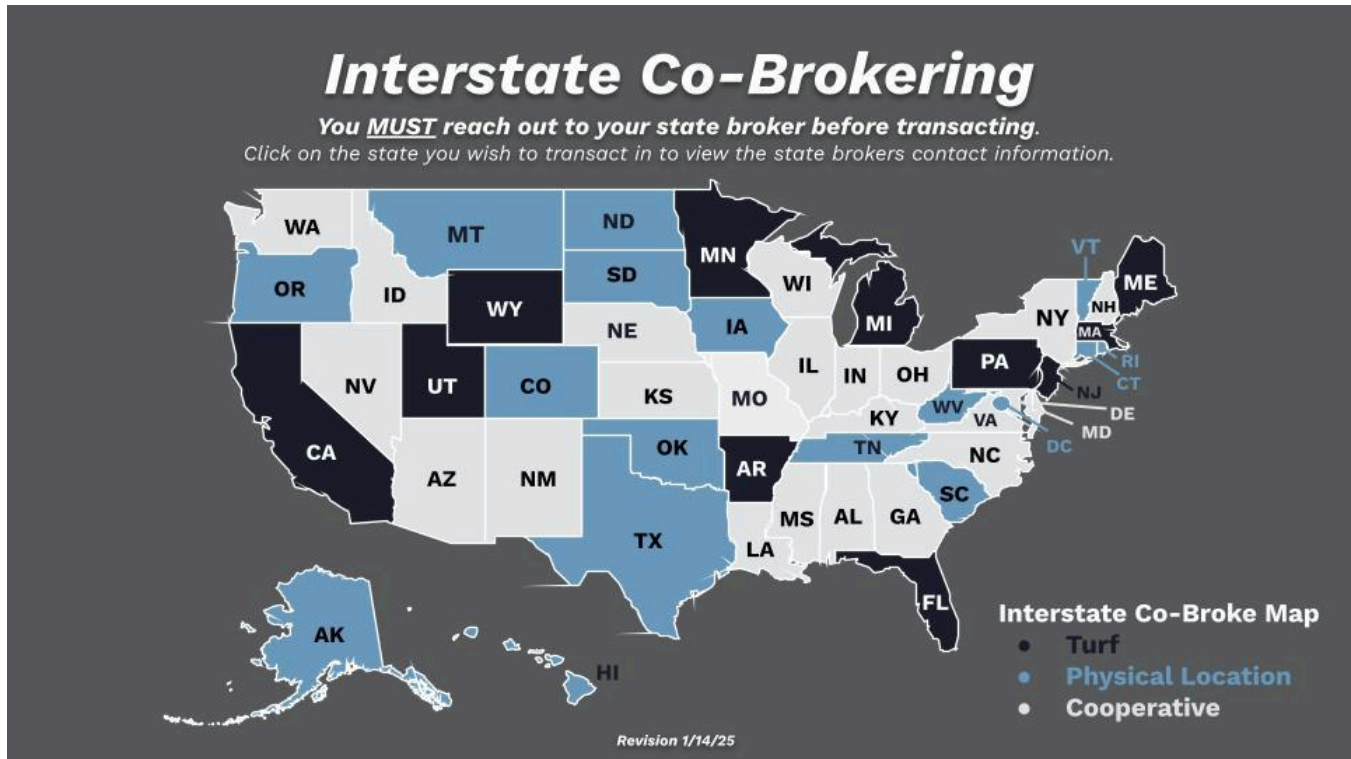 Interstate Co-Brokering
You MUST reach out to your state broker before transacting.
Click on the state you wish to transact in to view the state brokers contact information.
WA
MT
ND
MN
VT
ME
OR
ID
WY
SD
WI
MI
NY
NH
MA
RI
CT
NE
IA
PA
NJ
NV
UT
CO
KS
MO
IL
IN
OH
DE
MD
DC
WV
VA
KY
CA
AZ
NM
OK
AR
TN
NC
SC
TX
LA
MS
AL
GA
FL
AK
HI
Interstate Co-Broke Map
• Turf
• Physical Location
• Cooperative
Revision 1/14/25